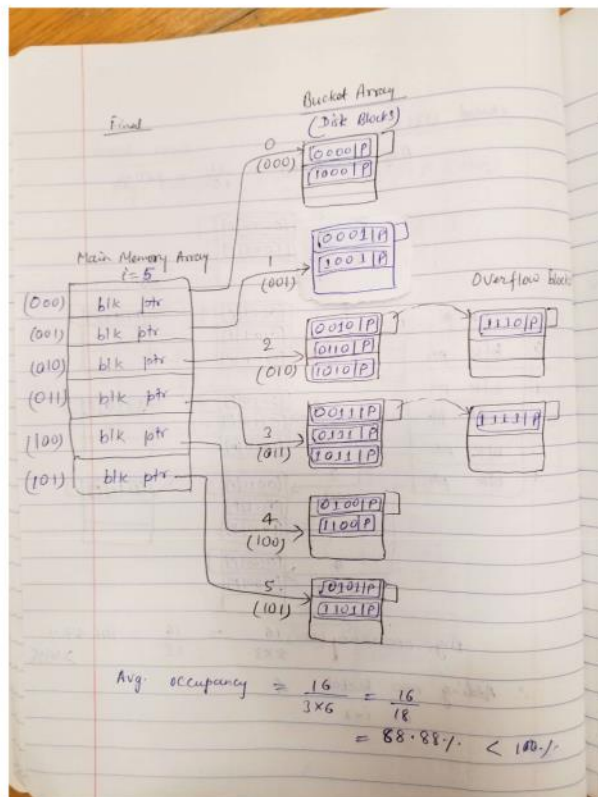 Final
Bucket Array
(Disk Blocks)
0
(000)
0000|P
1000|P
1
(001)
0001|P
1001|P
Main Memory Array
i=5
Overflow block
(000) blk ptr
(001) blk ptr
(010) blk ptr
(011) blk ptr
(100) blk ptr
(101) blk ptr
2
(010)
0010|P
0110|P
1010|P
1110|P
3
(011)
0011|P
0111|P
1011|P
1111|P
4
(100)
0100|P
1100|P
5.
(101)
0101|P
1101|P
Avg. occupancy = 16 / 3×6 = 16 / 18
= 88.88% < 100%